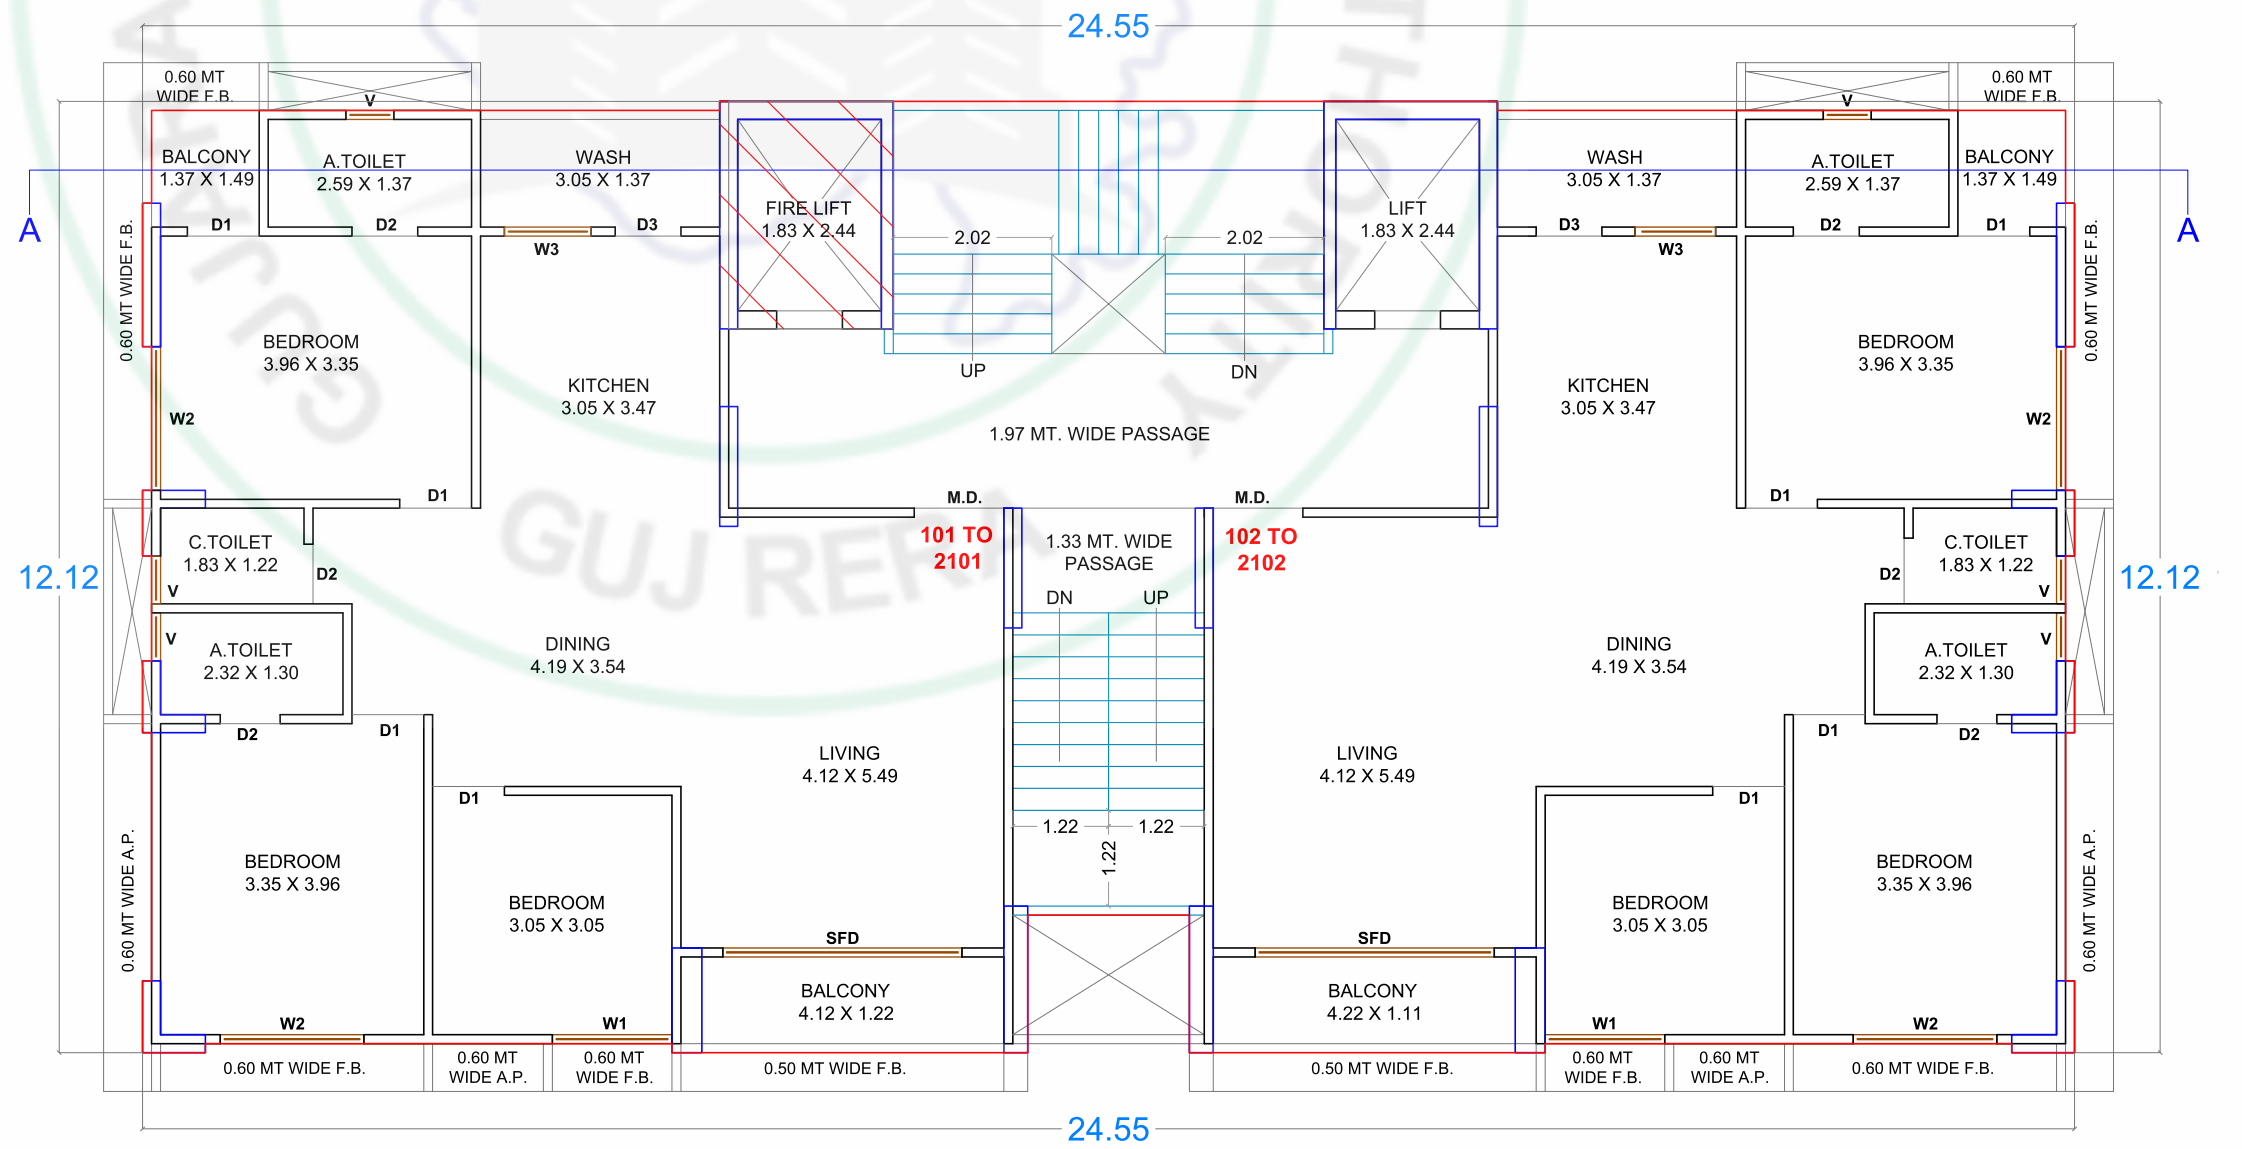 24.55
0.60 MT
WIDE F.B.
V
V
0.60 MT
WIDE F.B.
BALCONY
1.37 X 1.49
A.TOILET
2.59 X 1.37
WASH
3.05 X 1.37
FIRE LIFT
1.83 X 2.44
LIFT
1.83 X 2.44
WASH
3.05 X 1.37
A.TOILET
2.59 X 1.37
BALCONY
1.37 X 1.49
A
D1
D2
W3
D3
2.02
2.02
D3
W3
D2
D1
A
0.60 MT WIDE F.B.
0.60 MT WIDE F.B.
BEDROOM
3.96 X 3.35
KITCHEN
3.05 X 3.47
UP
DN
KITCHEN
3.05 X 3.47
BEDROOM
3.96 X 3.35
W2
1.97 MT. WIDE PASSAGE
W2
D1
M.D.
M.D.
D1
GUJ RERA
GUJRA
THORITY
101 TO
2101
1.33 MT. WIDE
PASSAGE
102 TO
2102
C.TOILET
1.83 X 1.22
D2
V
C.TOILET
1.83 X 1.22
D2
V
12.12
12.12
DN
UP
V
A.TOILET
2.32 X 1.30
DINING
4.19 X 3.54
DINING
4.19 X 3.54
V
A.TOILET
2.32 X 1.30
D2
D1
D1
D2
LIVING
4.12 X 5.49
LIVING
4.12 X 5.49
D1
D1
1.22
1.22
1.22
0.60 MT WIDE A.P.
BEDROOM
3.35 X 3.96
BEDROOM
3.05 X 3.05
BEDROOM
3.05 X 3.05
BEDROOM
3.35 X 3.96
0.60 MT WIDE A.P.
SFD
SFD
BALCONY
4.12 X 1.22
BALCONY
4.22 X 1.11
W2
W1
W1
W2
0.60 MT WIDE F.B.
0.60 MT
WIDE A.P.
0.60 MT
WIDE F.B.
0.50 MT WIDE F.B.
0.50 MT WIDE F.B.
0.60 MT
WIDE F.B.
0.60 MT
WIDE A.P.
0.60 MT WIDE F.B.
24.55